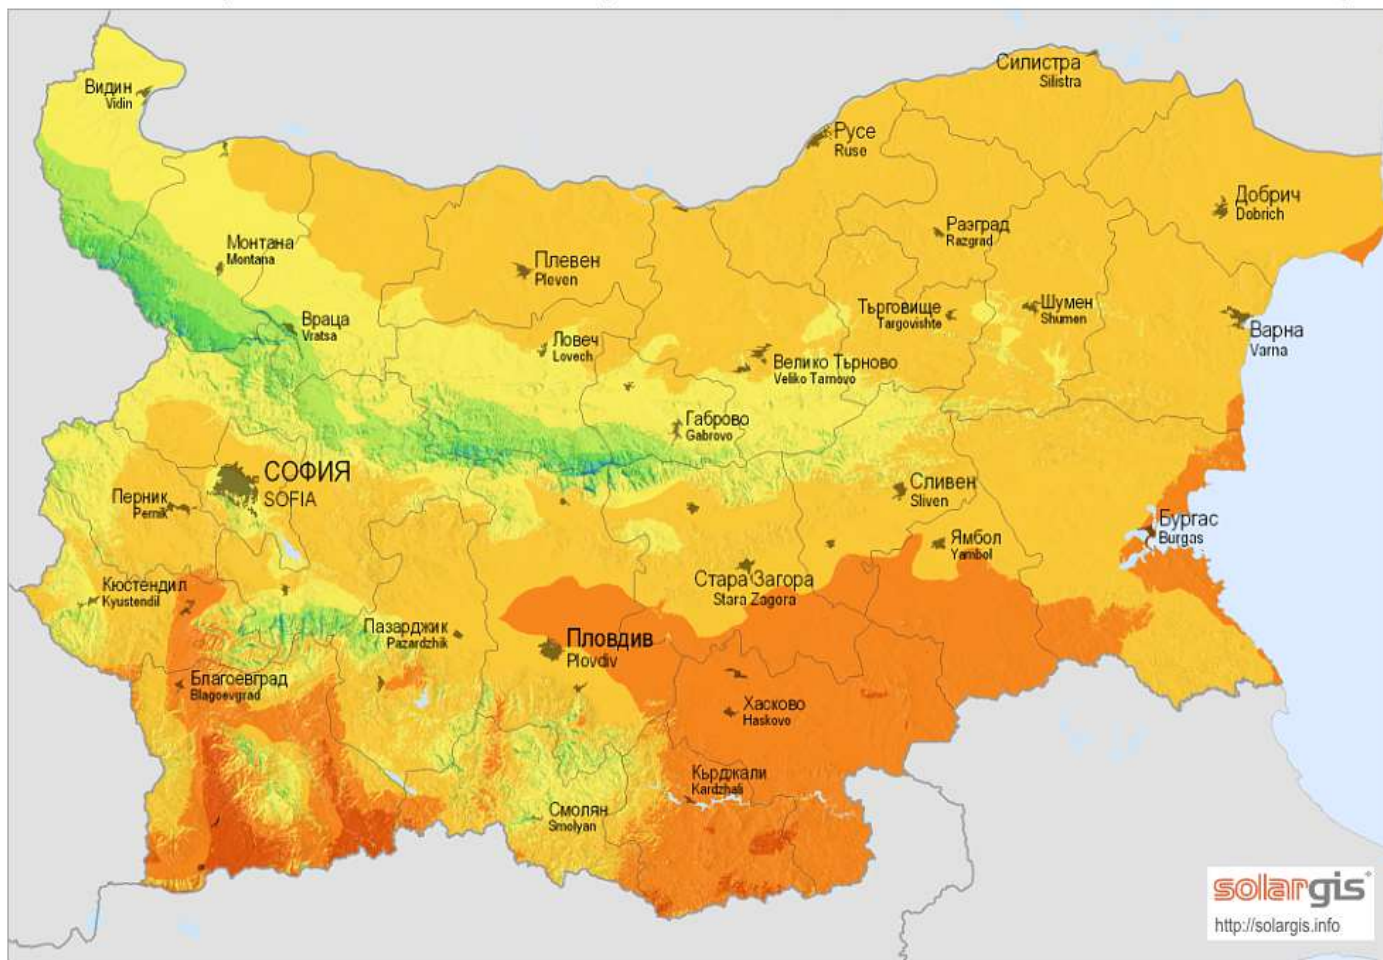 Видин
Vidin
Силистра
Silistra
Русе
Ruse
Добрич
Dobrich
Разград
Razgrad
Монтана
Montana
Плевен
Pleven
Търговище
Targovishte
Шумен
Shumen
Враца
Vratsa
Варна
Varna
Ловеч
Lovech
Велико Търново
Veliko Tarnovo
Габрово
Gabrovo
СОФИЯ
SOFIA
Сливен
Sliven
Перник
Pernik
Бургас
Burgas
Ямбол
Yambol
Стара Загора
Stara Zagora
Кюстендил
Kyustendil
Пазарджик
Pazardzhik
Пловдив
Plovdiv
Благоевград
Blagoevgrad
Хасково
Haskovo
Кърджали
Kardzhali
Смолян
Smolyan
solargis
http://solargis.info